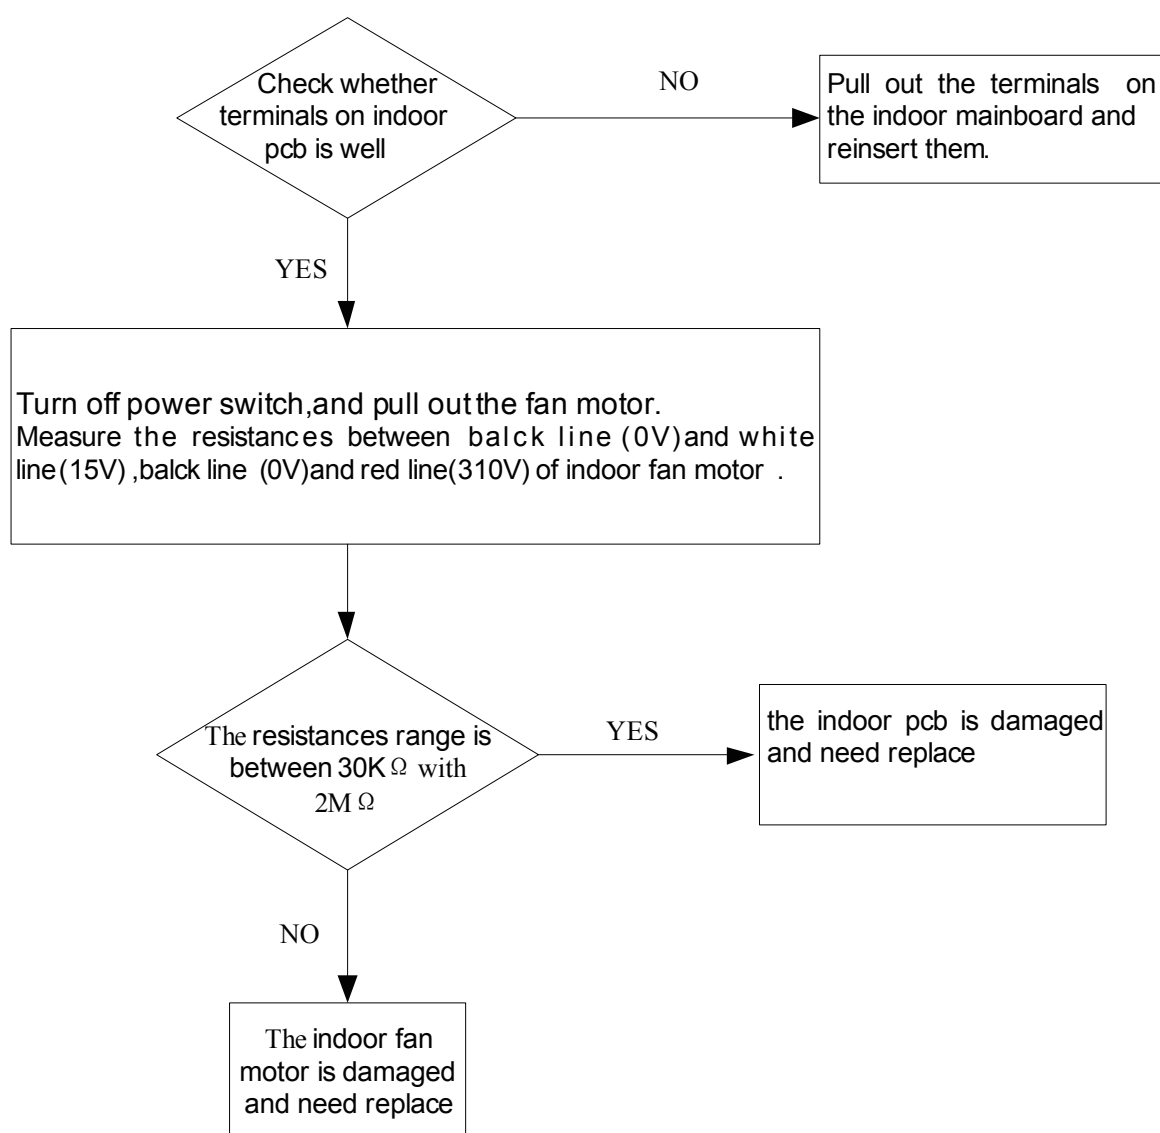 Check whether
terminals on indoor
pcb is well
NO
Pull out the terminals on
the indoor mainboard and
reinsert them.
YES
Turn off power switch,and pull out the fan motor.
Measure the resistances between balck line (0V)and white
line(15V) ,balck line (0V)and red line(310V) of indoor fan motor .
The resistances range is
between 30K Ω with
2M Ω
YES
the indoor pcb is damaged
and need replace
NO
The indoor fan
motor is damaged
and need replace